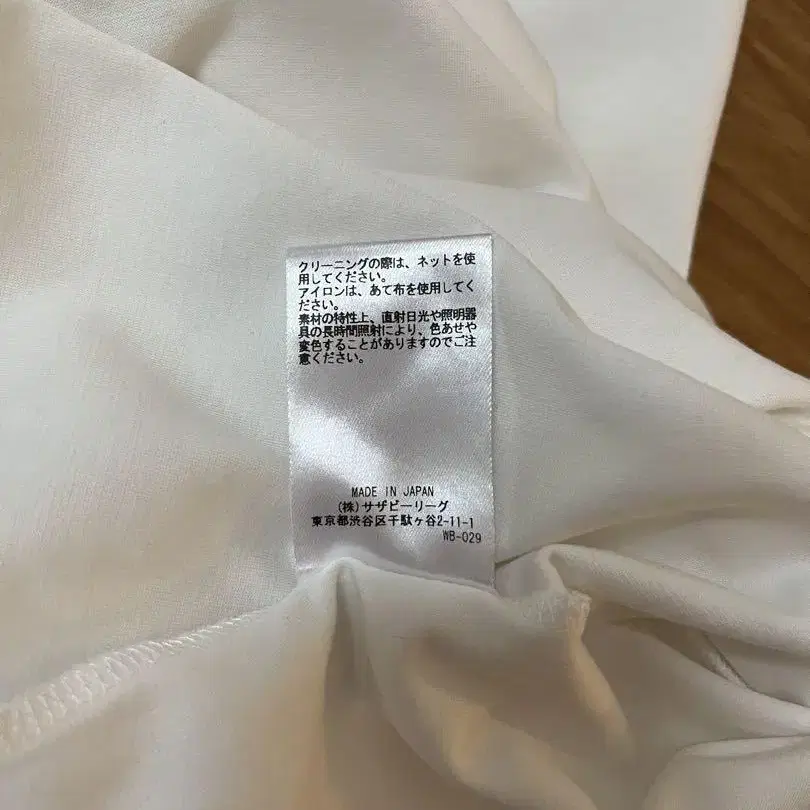 クリーニングの際は、ネットを使
用してください。
アイロンは、あて布を使用してく
ださい。
素材の特性上、直射日光や照明器
具の長時間照射により、色あせや
変色することがありますのでご注
意ください。
MADE IN JAPAN
(株)サザビーリーグ
東京都渋谷区千駄ヶ谷2-11-1
WB-029